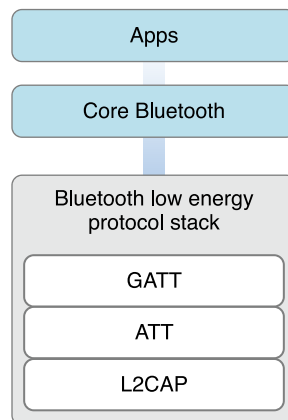 Apps
Core Bluetooth
Bluetooth low energy
protocol stack
GATT
ATT
L2CAP